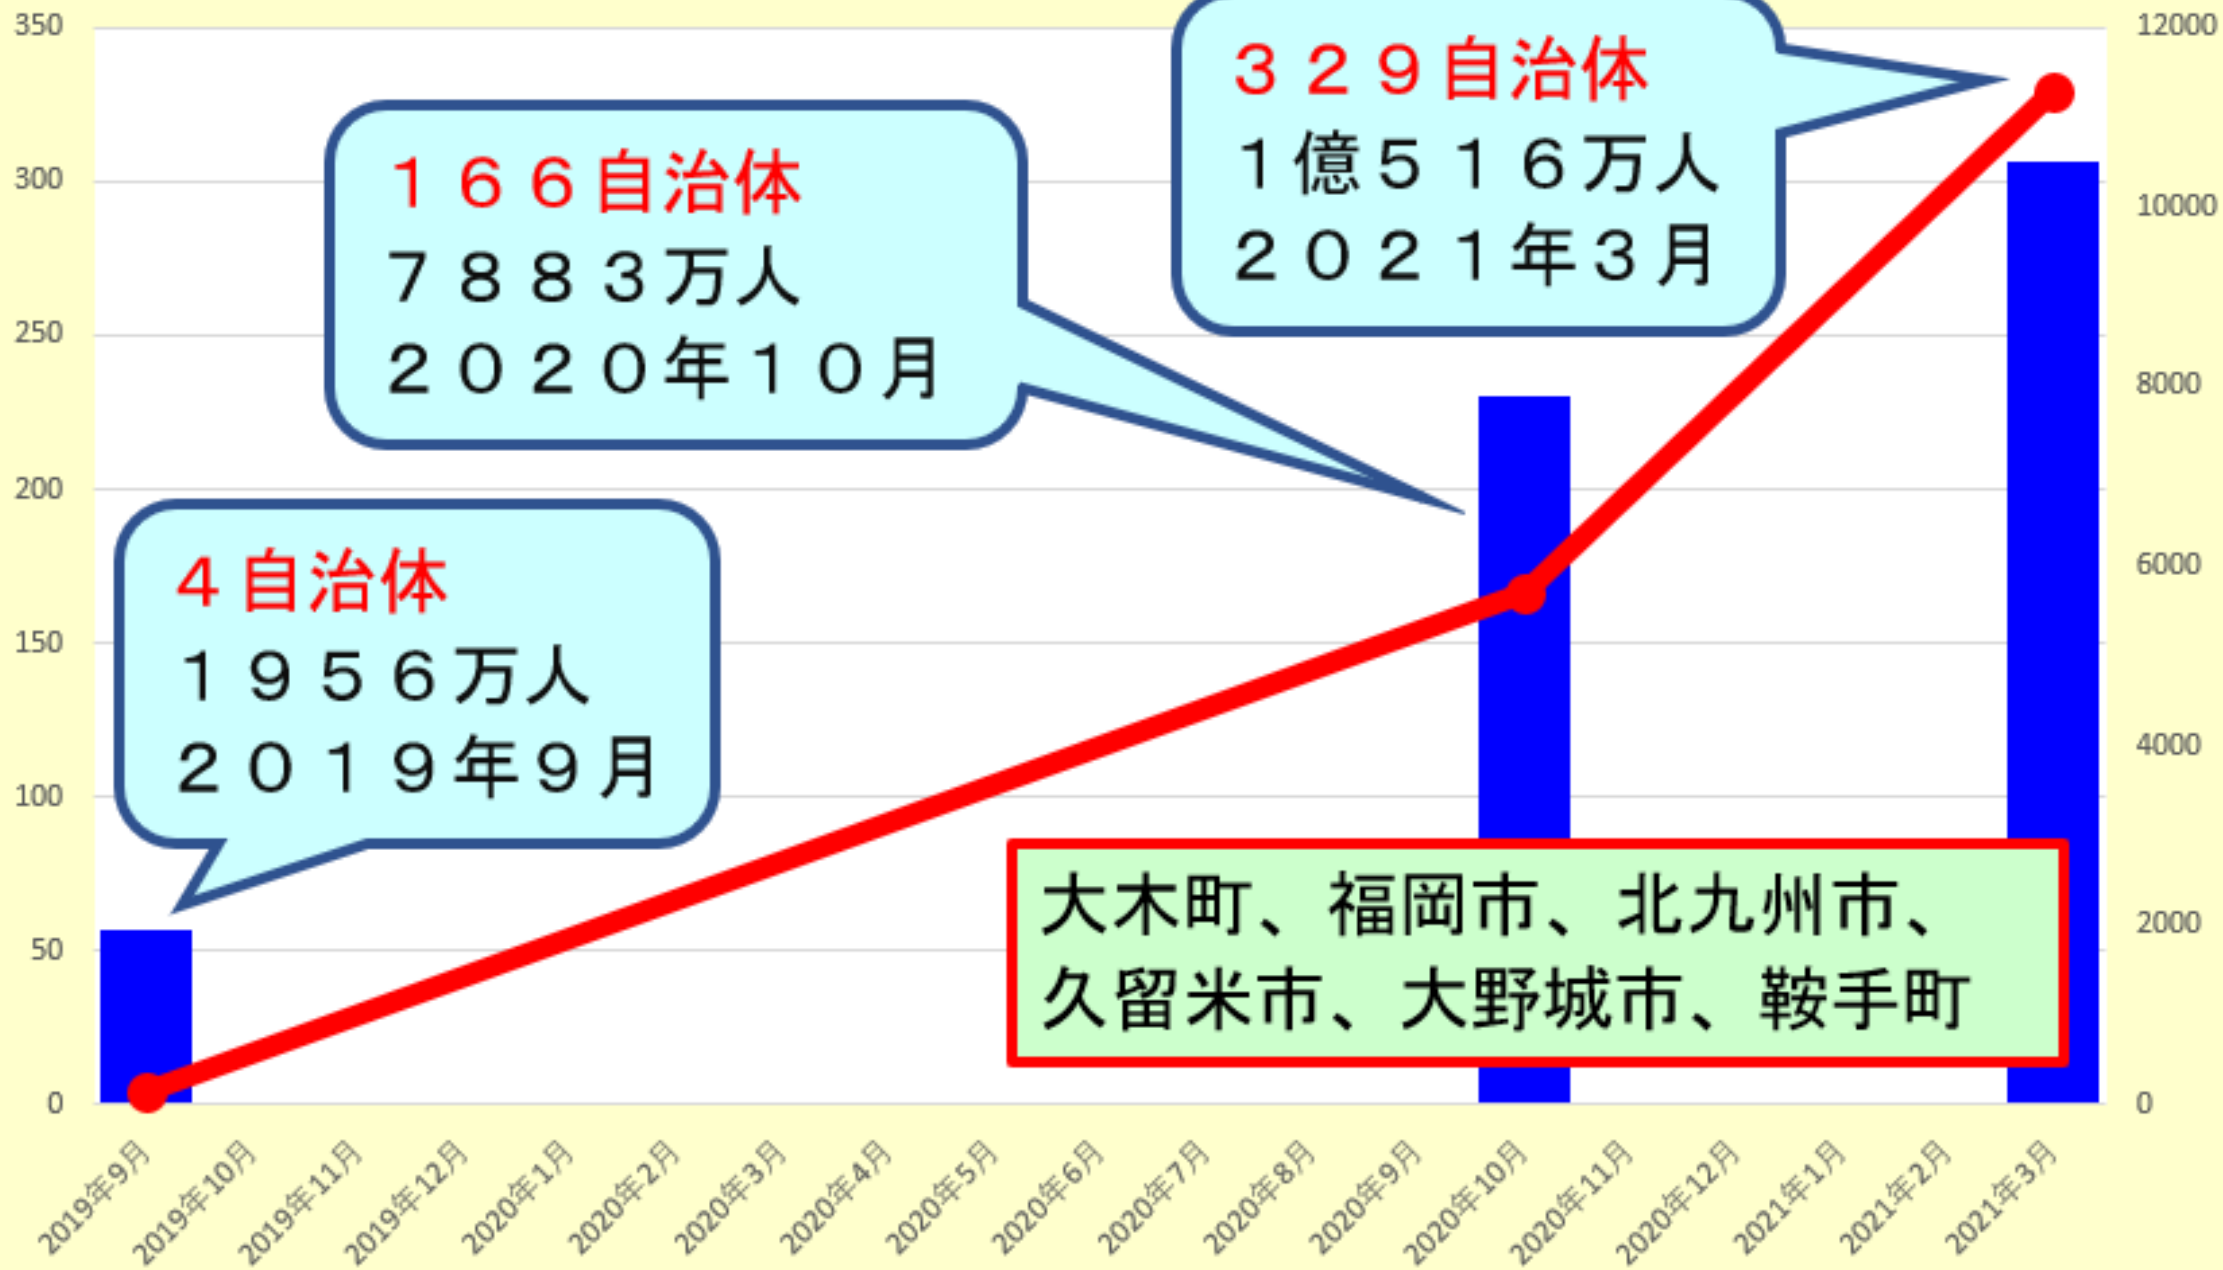 350
300
250
200
150
100
50
0
12000
10000
8000
6000
4000
2000
0
３２９自治体
１億５１６万人
２０２１年３月
１６６自治体
７８８３万人
２０２０年１０月
４自治体
１９５６万人
２０１９年９月
大木町、福岡市、北九州市、
久留米市、大野城市、鞍手町
2019年9月
2019年10月
2019年11月
2019年12月
2020年1月
2020年2月
2020年3月
2020年4月
2020年5月
2020年6月
2020年7月
2020年8月
2020年9月
2020年10月
2020年11月
2020年12月
2021年1月
2021年2月
2021年3月